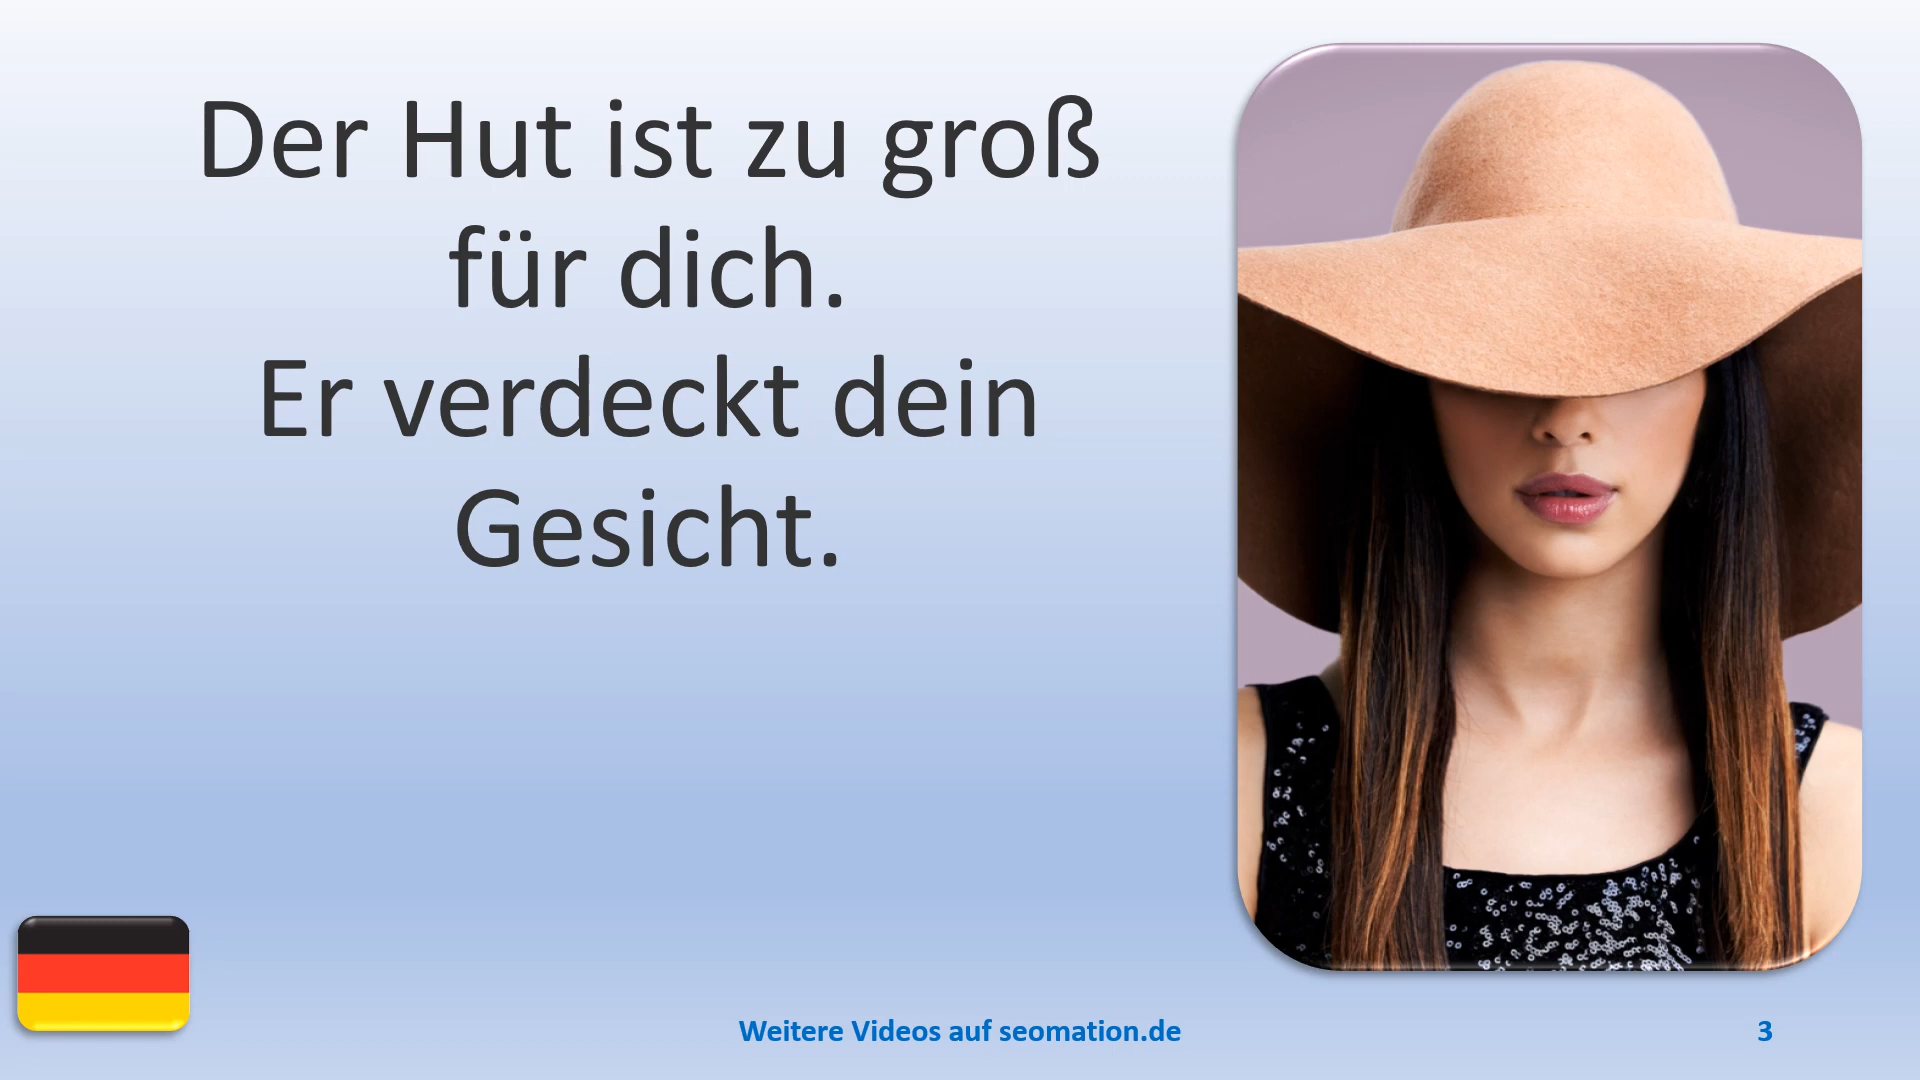 Der Hut ist zu groß
für dich.
Er verdeckt dein
Gesicht.
Weitere Videos auf seomation.de
3